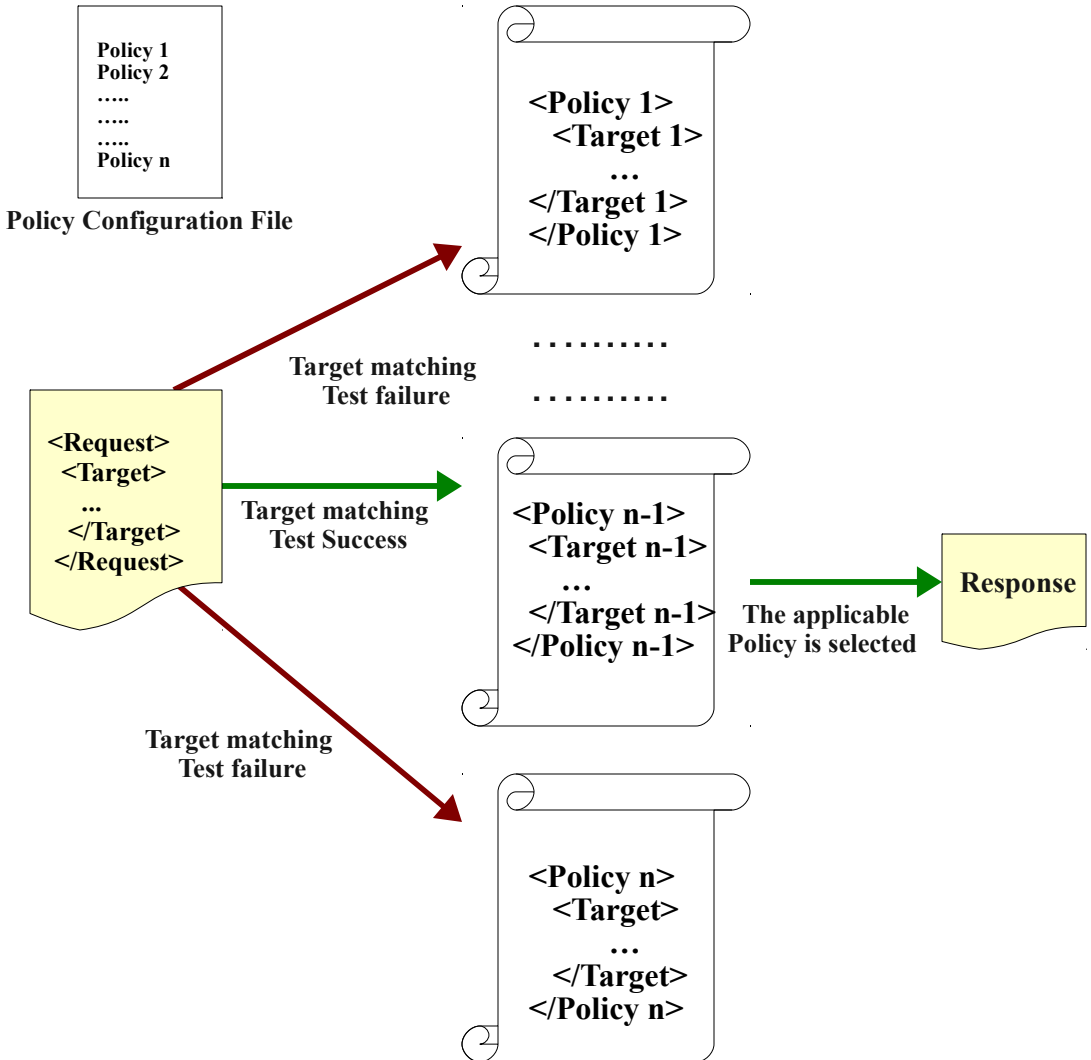 Policy 1
Policy 2
…..
…..
…..
Policy n
Policy Configuration File
<Policy 1>
<Target 1>
…
</Target 1>
</Policy 1>
Target matching
Test failure
..........
..........
<Request>
<Target>
...
</Target>
</Request>
Target matching
Test Success
<Policy n-1>
<Target n-1>
…
</Target n-1>
</Policy n-1>
The applicable
Policy is selected
Response
Target matching
Test failure
<Policy n>
<Target>
…
</Target>
</Policy n>